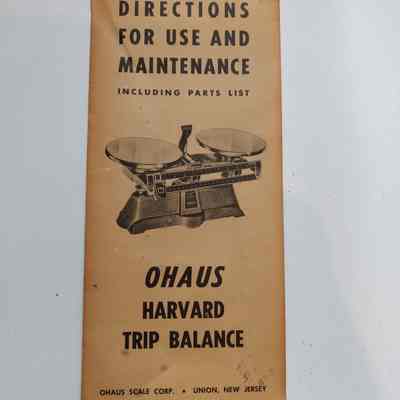 DIRECTIONS
FOR USE AND
MAINTENANCE
INCLUDING PARTS LIST
OHAUS
HARVARD
TRIP BALANCE
OHAUS SCALE CORP. • UNION, NEW JERSEY